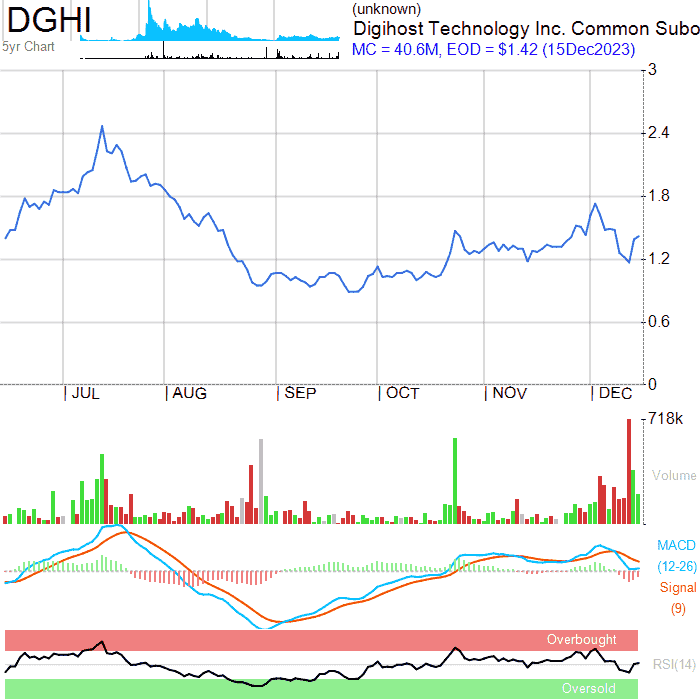 DGHI
5yr Chart
(unknown)
Digihost Technology Inc. Common Subo
MC = 40.6M, EOD = $1.42 (15Dec2023)
3
2.4
1.8
1.2
0.6
0
JUL AUG SEP OCT NOV DEC
718k
Volume
MACD
(12-26)
Signal
(9)
Overbought
RSI(14)
Oversold